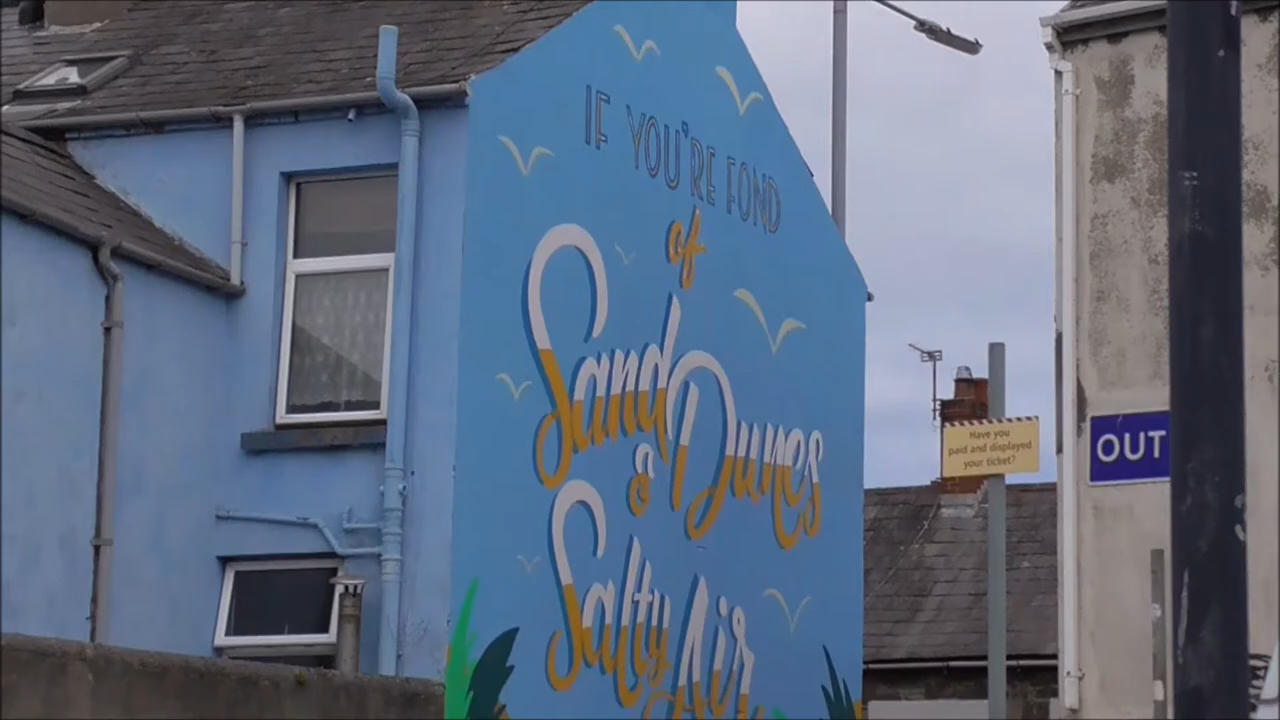 IF YOU'RE FOND
of
Sand Dunes
&
Salty Air
Have you
paid and displayed
your ticket?
OUT